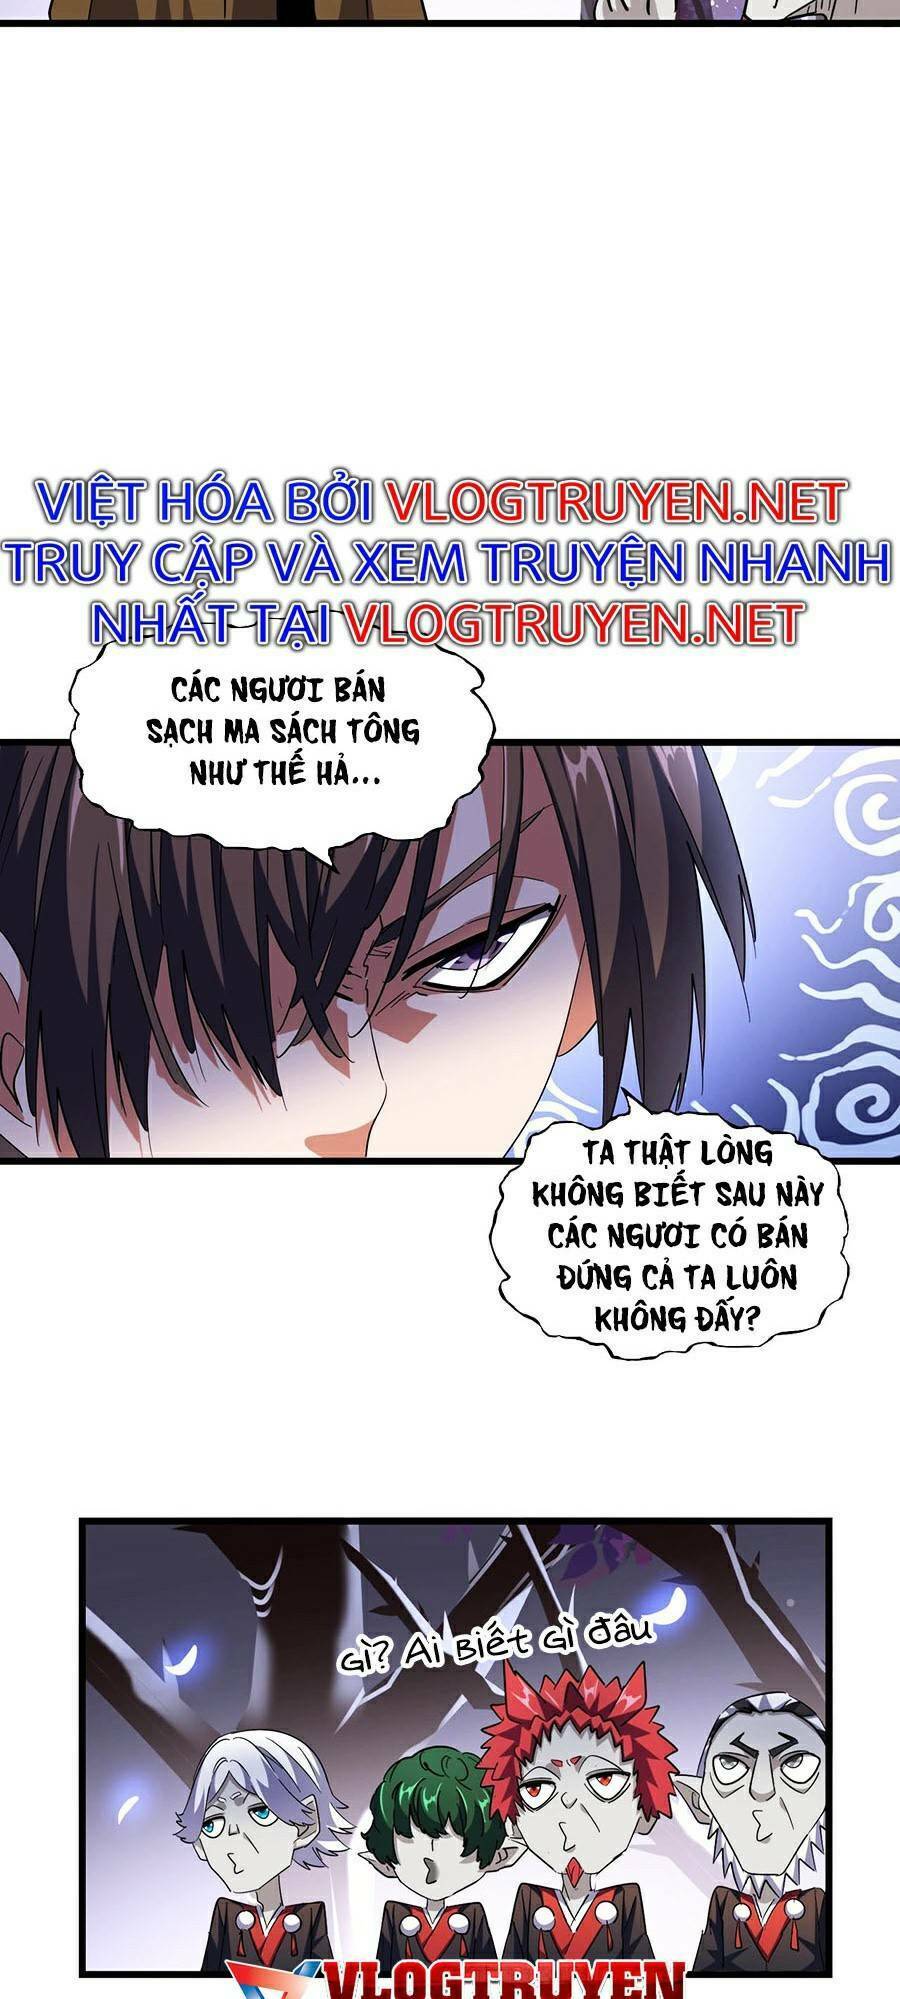 VIỆT HÓA BỞI VLOGTRUYEN.NET
TRUY CẬP VÀ XEM TRUYỆN NHANH
NHẤT TẠI VLOGTRUYEN.NET
CÁC NGƯƠI BÁN
SẠCH MA SÁCH TÔNG
NHƯ THẾ HẢ...
TA THẬT LÒNG
KHÔNG BIẾT SAU NÀY
CÁC NGƯƠI CÓ BÁN
ĐỨNG CẢ TA LUÔN
KHÔNG ĐẤY?
Gì? Ai Biết Gì đâu
VLOGTRUYEN